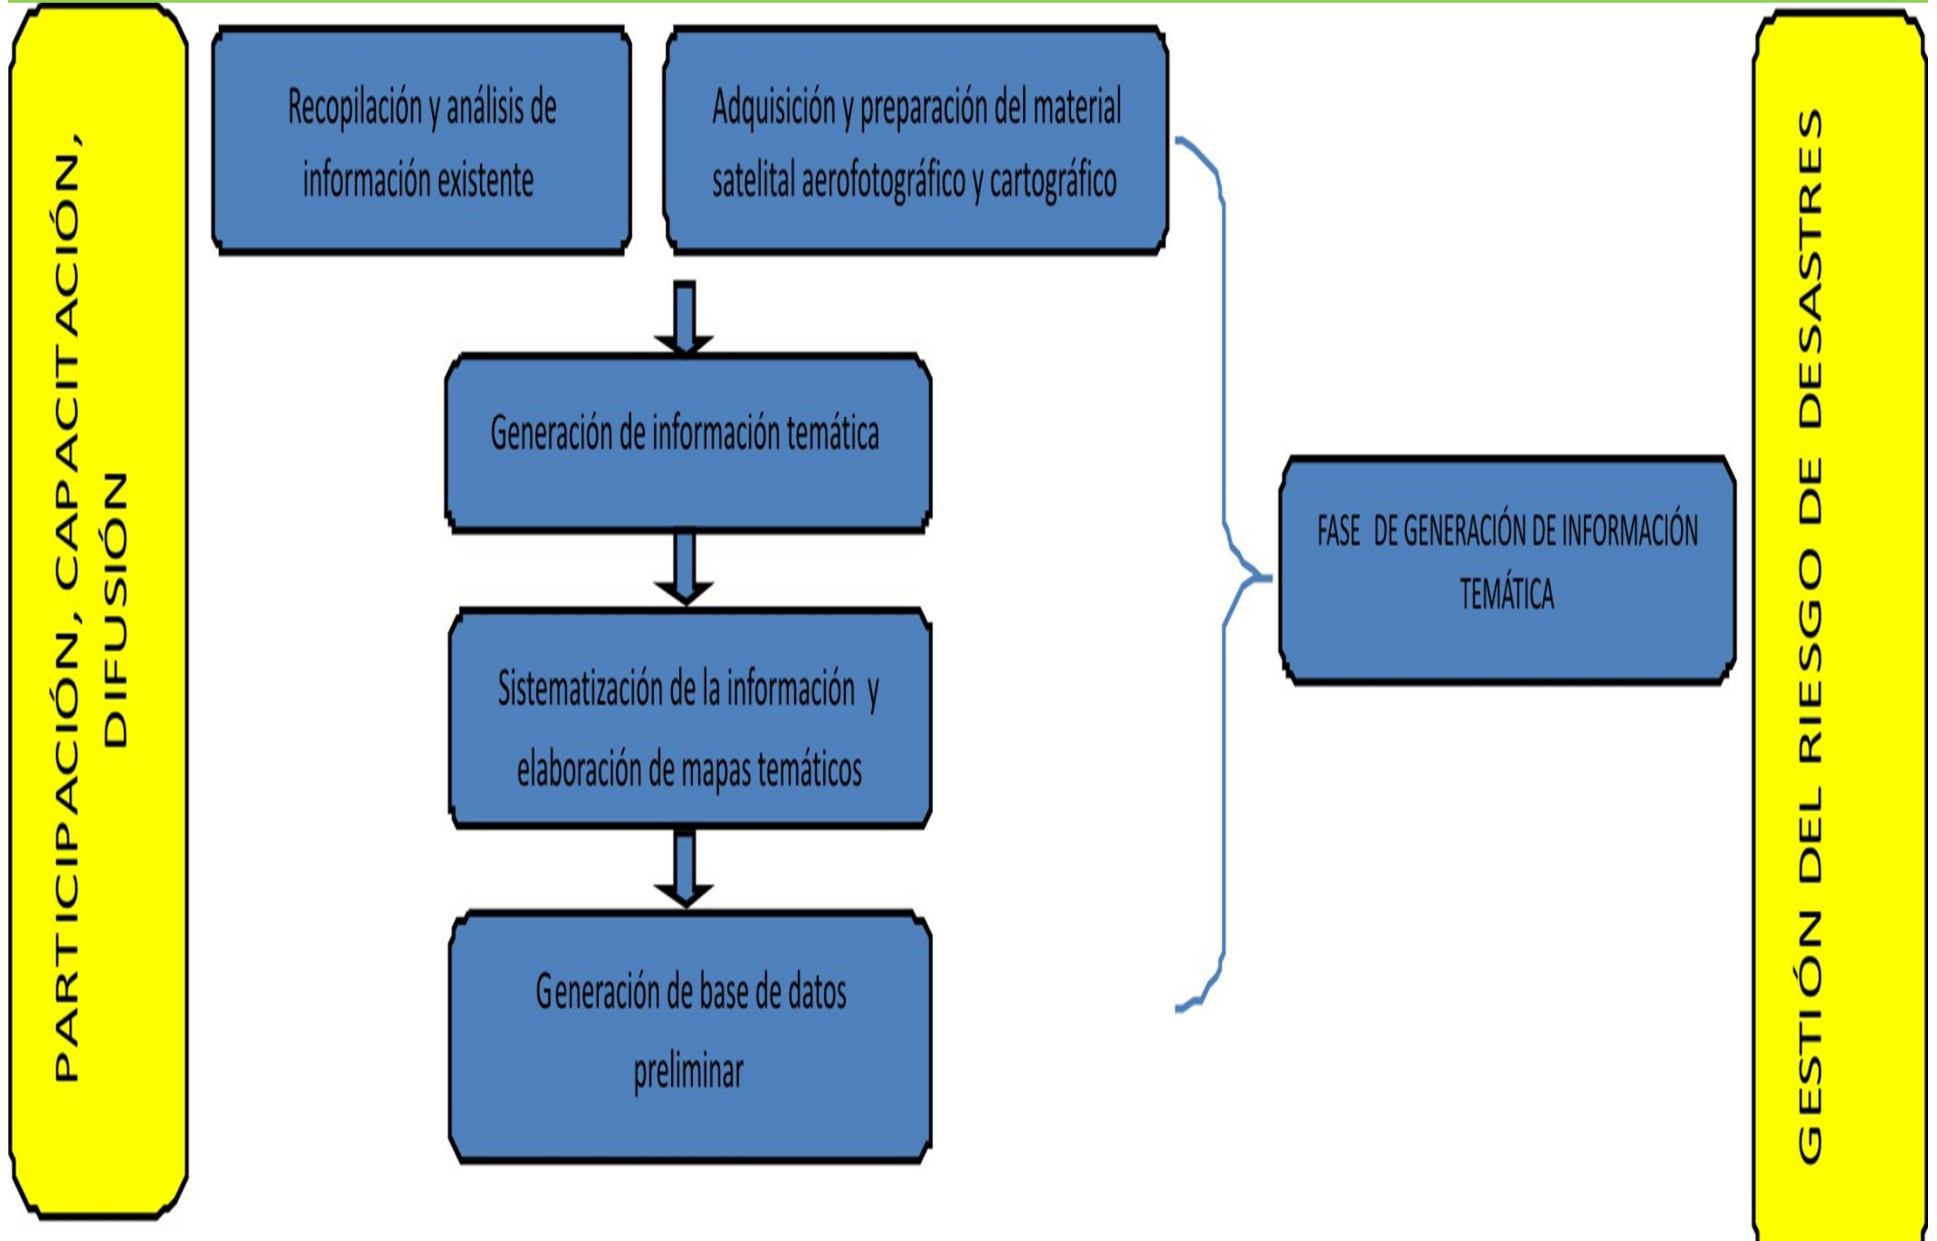 PARTICIPACIÓN, CAPACITACIÓN,
DIFUSIÓN
Recopilación y análisis de
información existente
Adquisición y preparación del material
satelital aerofotográfico y cartográfico
Generación de información temática
Sistematización de la información y
elaboración de mapas temáticos
Generación de base de datos
preliminar
FASE DE GENERACIÓN DE INFORMACIÓN
TEMÁTICA
GESTIÓN DEL RIESGO DE DESASTRES